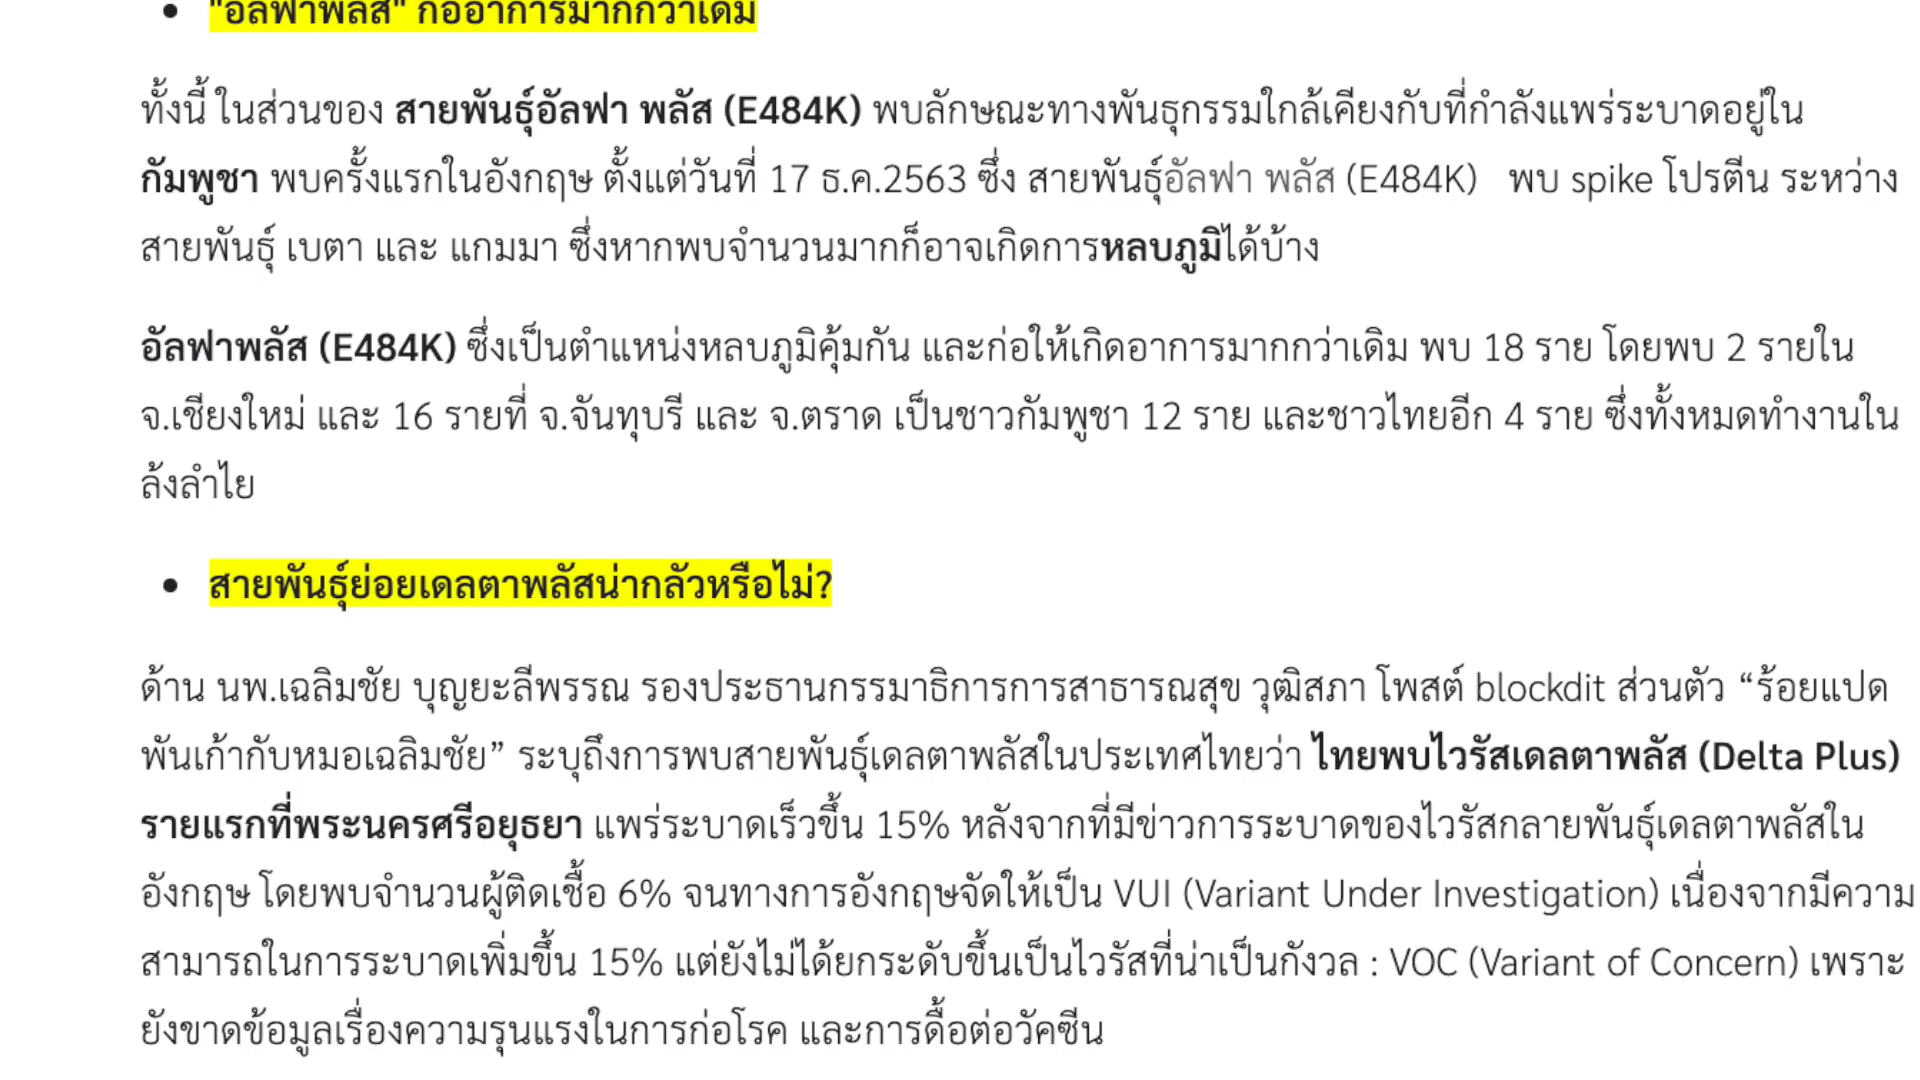 "อัลฟาพลัส" ก่ออาการมากกว่าเดิม
ทั้งนี้ ในส่วนของ สายพันธุ์อัลฟา พลัส (E484K) พบลักษณะทางพันธุกรรมใกล้เคียงกับที่กำลังแพร่ระบาดอยู่ใน
กัมพูชา พบครั้งแรกในอังกฤษ ตั้งแต่วันที่ 17 ธ.ค.2563 ซึ่ง สายพันธุ์อัลฟา พลัส (E484K) พบ spike โปรตีน ระหว่าง
สายพันธุ์ เบตา และ แกมมา ซึ่งหากพบจำนวนมากก็อาจเกิดการหลบภูมิได้บ้าง
อัลฟาพลัส (E484K) ซึ่งเป็นตำแหน่งหลบภูมิคุ้มกัน และก่อให้เกิดอาการมากกว่าเดิม พบ 18 ราย โดยพบ 2 รายใน
จ.เชียงใหม่ และ 16 รายที่ จ.จันทบุรี และ จ.ตราด เป็นชาวกัมพูชา 12 ราย และชาวไทยอีก 4 ราย ซึ่งทั้งหมดทำงานใน
ล้งลำไย
สายพันธุ์ย่อยเดลตาพลัสน่ากลัวหรือไม่?
ด้าน นพ.เฉลิมชัย บุญยะลีพรรณ รองประธานกรรมาธิการการสาธารณสุข วุฒิสภา โพสต์ blockdit ส่วนตัว “ร้อยแปด
พันเก้ากับหมอเฉลิมชัย” ระบุถึงการพบสายพันธุ์เดลตาพลัสในประเทศไทยว่า ไทยพบไวรัสเดลตาพลัส (Delta Plus)
รายแรกที่พระนครศรีอยุธยา แพร่ระบาดเร็วขึ้น 15% หลังจากที่มีข่าวการระบาดของไวรัสกลายพันธุ์เดลตาพลัสใน
อังกฤษ โดยพบจำนวนผู้ติดเชื้อ 6% จนทางการอังกฤษจัดให้เป็น VUI (Variant Under Investigation) เนื่องจากมีความ
สามารถในการระบาดเพิ่มขึ้น 15% แต่ยังไม่ได้ยกระดับขึ้นเป็นไวรัสที่น่าเป็นกังวล : VOC (Variant of Concern) เพราะ
ยังขาดข้อมูลเรื่องความรุนแรงในการก่อโรค และการดื้อต่อวัคซีน